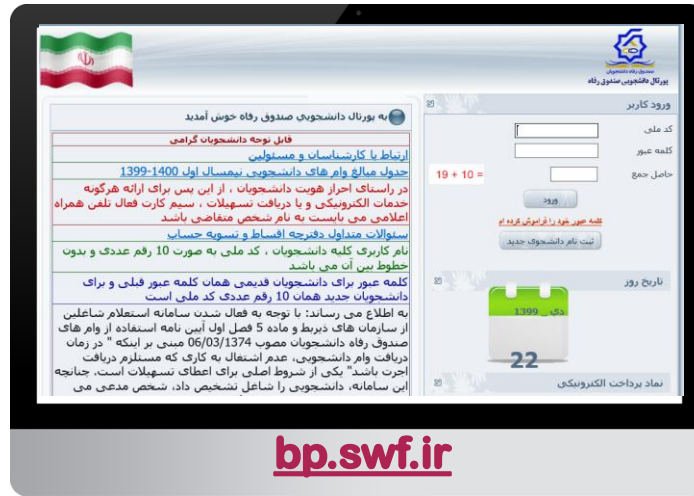 صندوق رفاه دانشجویان
پورتال دانشجویی صندوق رفاه
ورود کاربر
کد ملی
کلمه عبور
حاصل جمع
19 + 10 =
ورود
کلمه عبور خود را فراموش کرده ام
ثبت نام دانشجوی جدید
تاریخ روز
دی _ 1399
22
نماد پرداخت الکترونیکی
به پورتال دانشجویی صندوق رفاه خوش آمدید
قابل توجه دانشجویان گرامی
ارتباط با کارشناسان و مسئولین
جدول مبالغ وام های دانشجویی نیمسال اول 1400-1399
در راستای احراز هویت دانشجویان ، از این پس برای ارائه هرگونه
خدمات الکترونیکی و یا دریافت تسهیلات ، سیم کارت فعال تلفن همراه
اعلامی می بایست به نام شخص متقاضی باشد
سئوالات متداول دفترچه اقساط و تسویه حساب
نام کاربری کلیه دانشجویان ، کد ملی به صورت 10 رقم عددی و بدون
خطوط بین آن می باشد
کلمه عبور برای دانشجویان قدیمی همان کلمه عبور قبلی و برای
دانشجویان جدید همان 10 رقم عددی کد ملی است
به اطلاع می رساند: با توجه به فعال شدن سامانه استعلام شاغلین
از سازمان های ذیربط و ماده 5 فصل اول آیین نامه استفاده از وام های
صندوق رفاه دانشجویان مصوب 06/03/1374 مبنی بر اینکه " در زمان
دریافت وام دانشجویی، عدم اشتغال به کاری که مستلزم دریافت
اجرت باشد" یکی از شروط اصلی برای اعطای تسهیلات است. چنانچه
این سامانه، دانشجویی را شاغل تشخیص داد، شخص مدعی می
bp.swf.ir